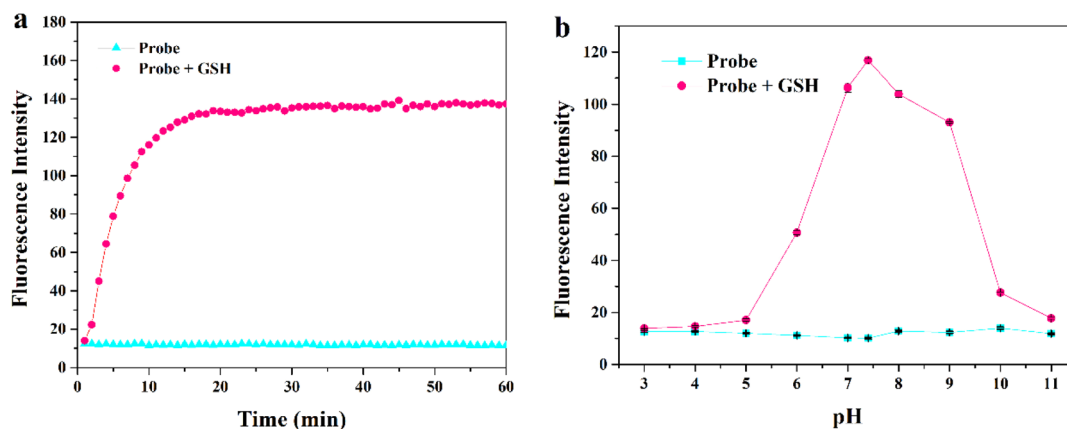 a
180
160
140
120
100
80
60
40
20
0
Fluorescence Intensity
Probe
Probe + GSH
0 10 20 30 40 50 60
Time (min)
b
120
100
80
60
40
20
0
Fluorescence Intensity
Probe
Probe + GSH
3 4 5 6 7 8 9 10 11
pH